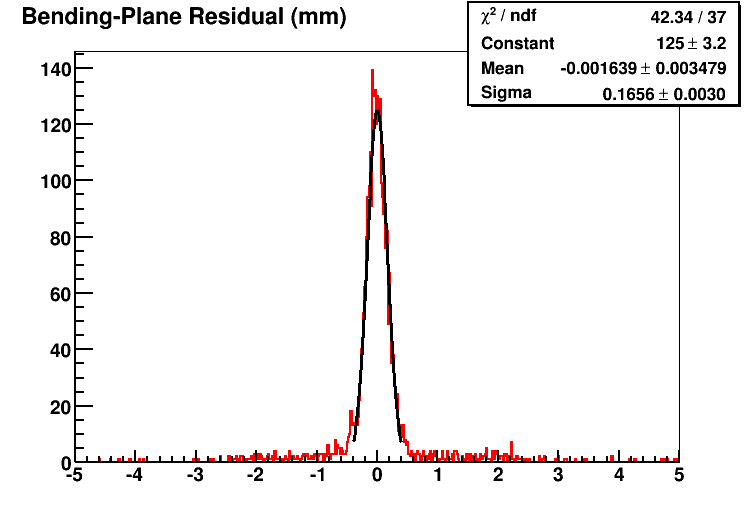 Bending-Plane Residual (mm)
χ² / ndf 42.34 / 37
Constant 125 ± 3.2
Mean -0.001639 ± 0.003479
Sigma 0.1656 ± 0.0030
140
120
100
80
60
40
20
0
-5 -4 -3 -2 -1 0 1 2 3 4 5